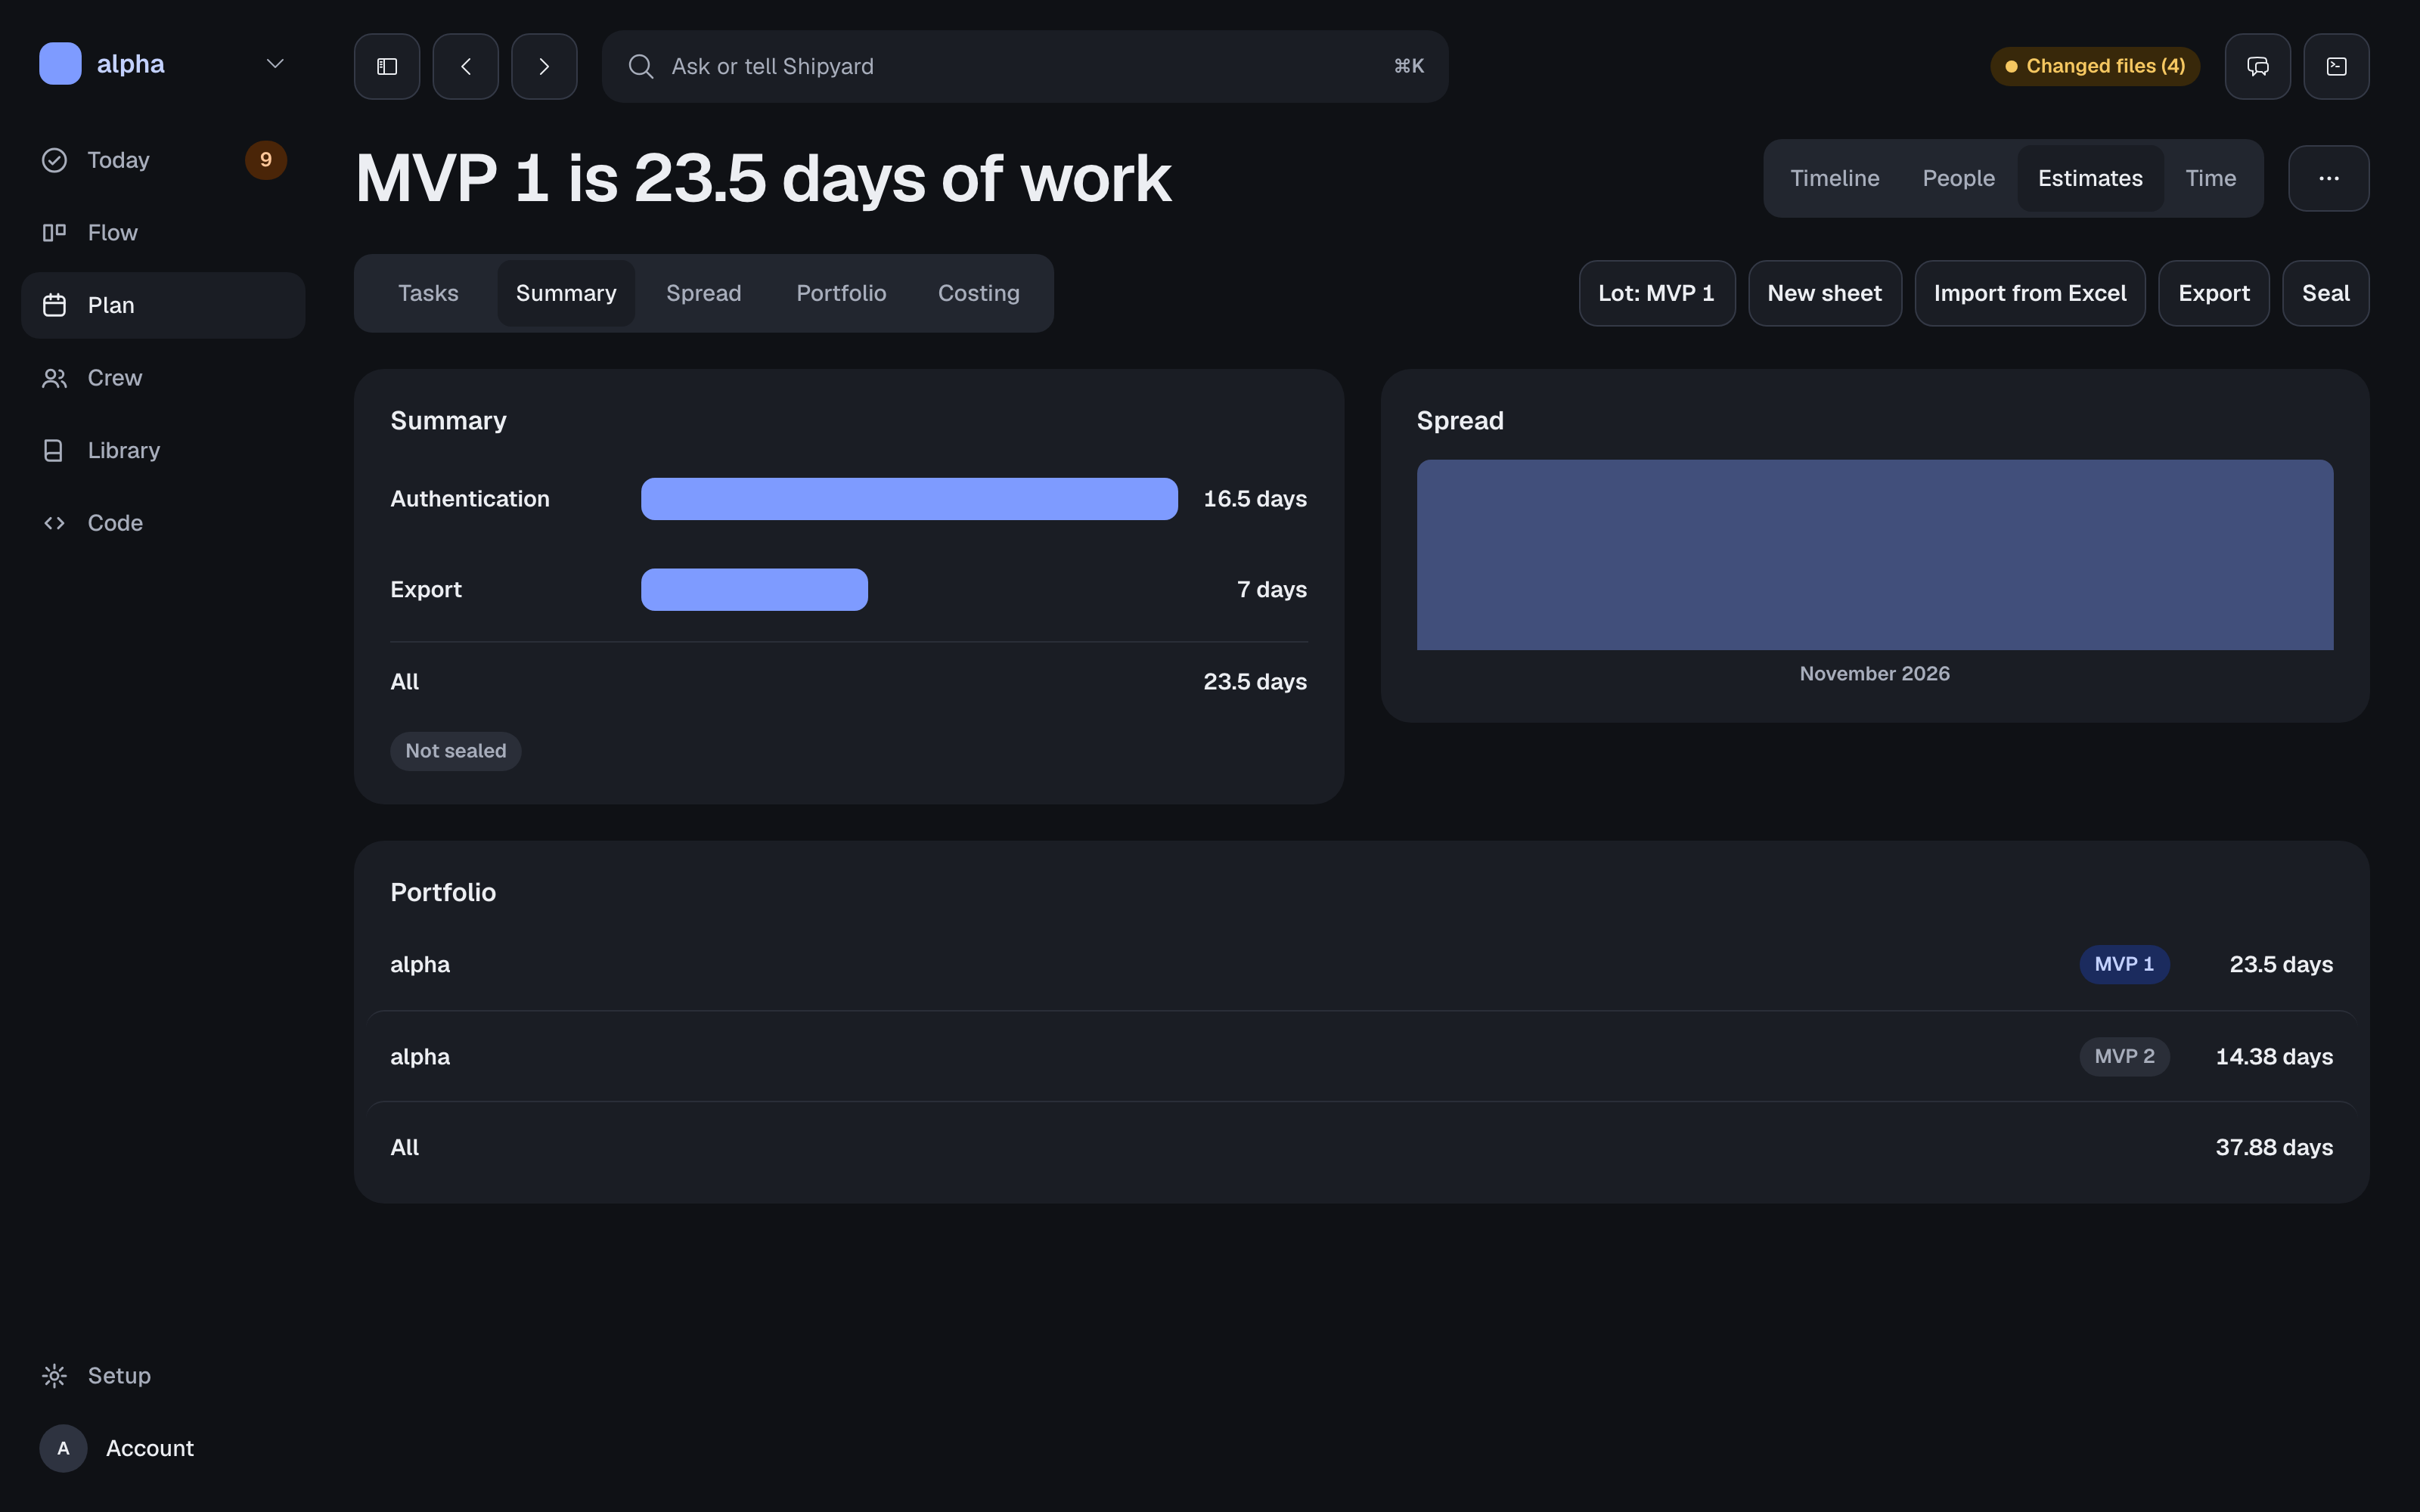 alpha
Ask or tell Shipyard ⌘K
Changed files (4)
Today 9
Flow
Plan
Crew
Library
Code
Setup
A Account
MVP 1 is 23.5 days of work
Timeline People Estimates Time
Tasks Summary Spread Portfolio Costing
Lot: MVP 1 New sheet Import from Excel Export Seal
Summary
Authentication 16.5 days
Export 7 days
All 23.5 days
Not sealed
Spread
November 2026
Portfolio
alpha MVP 1 23.5 days
alpha MVP 2 14.38 days
All 37.88 days